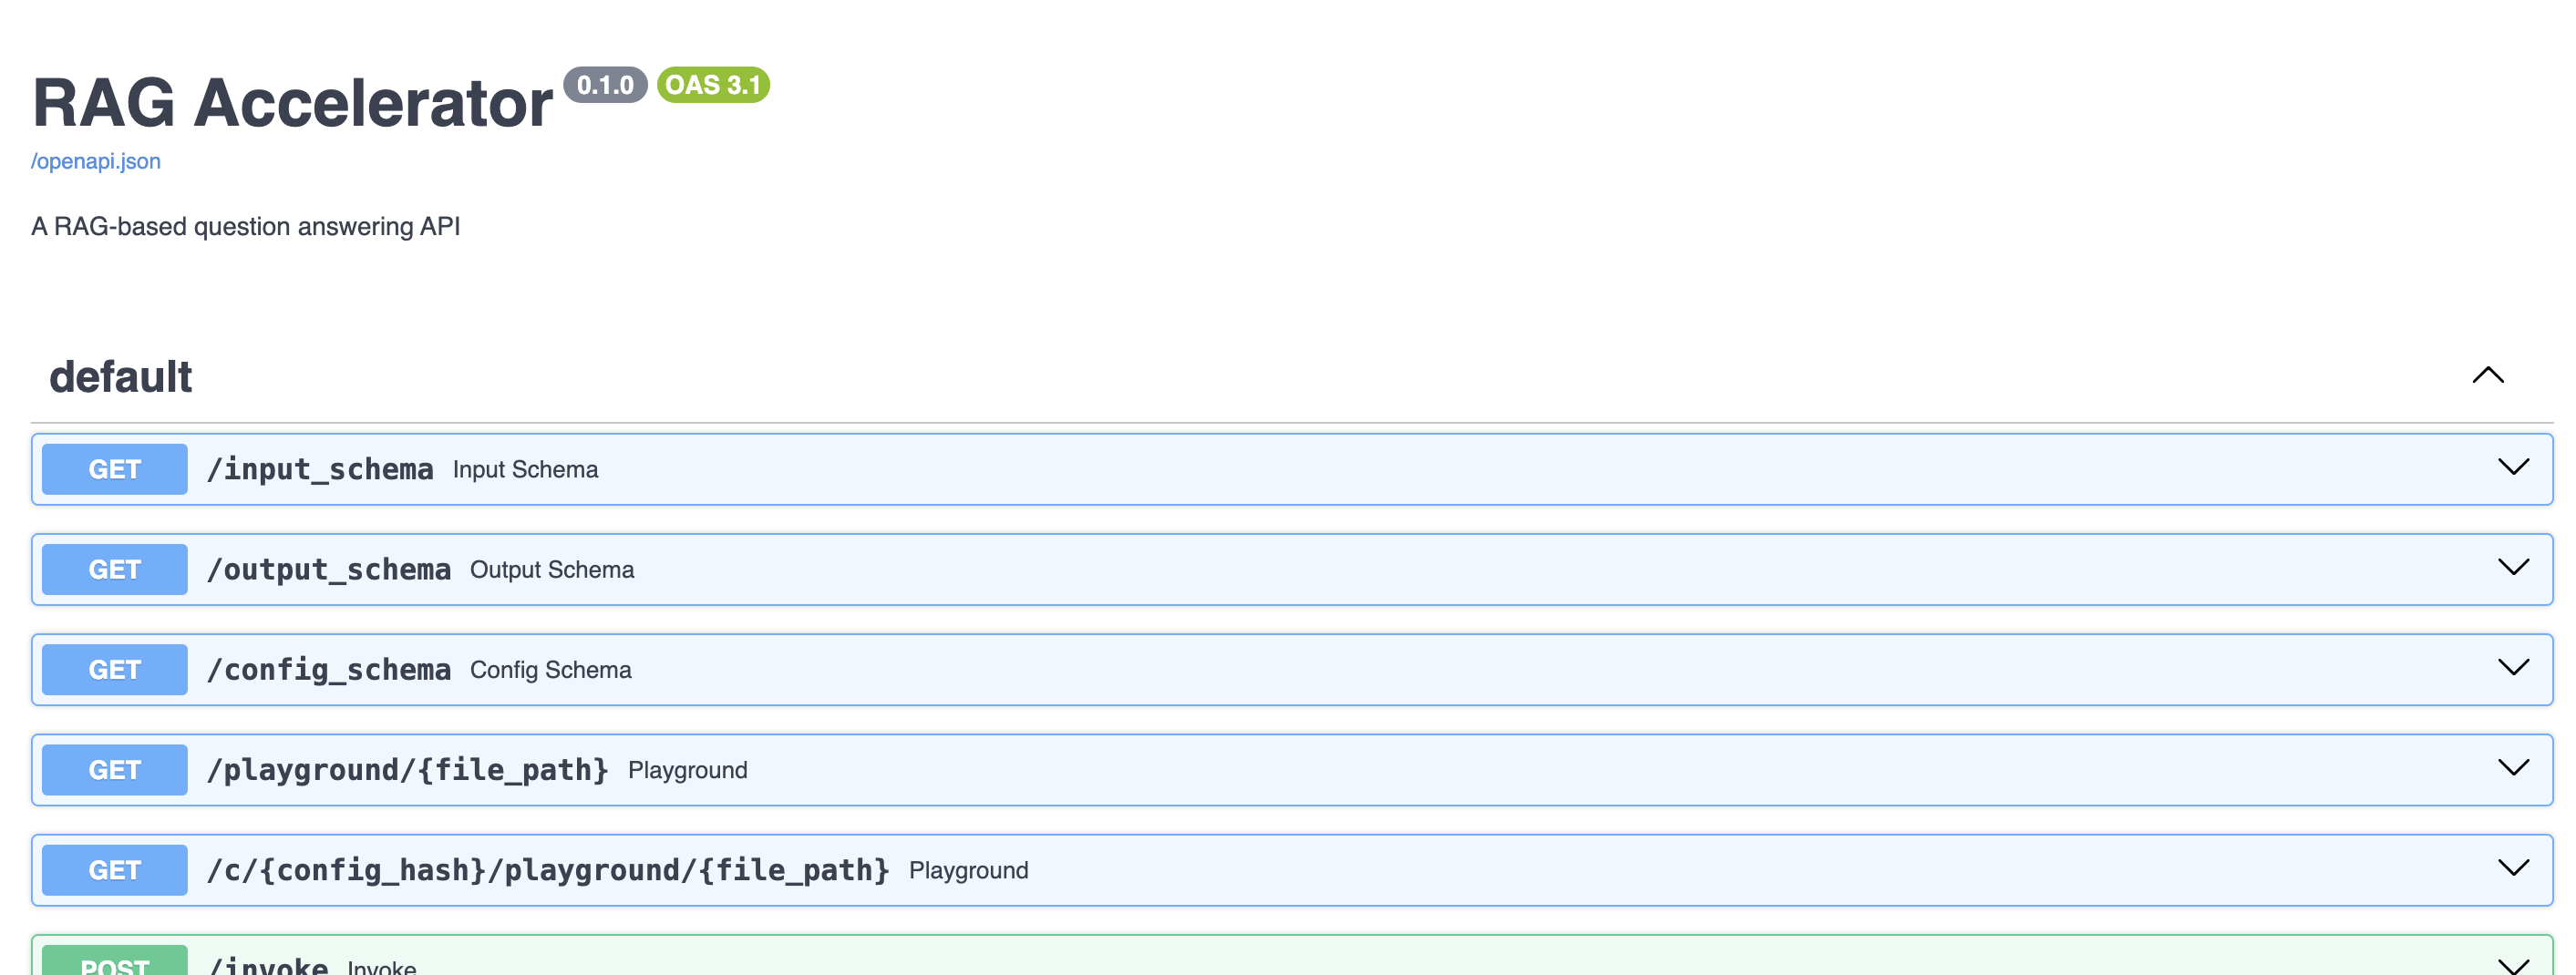 RAG Accelerator 0.1.0 OAS 3.1
/openapi.json
A RAG-based question answering API
default
GET /input_schema Input Schema
GET /output_schema Output Schema
GET /config_schema Config Schema
GET /playground/{file_path} Playground
GET /c/{config_hash}/playground/{file_path} Playground
POST /invoke Invoke